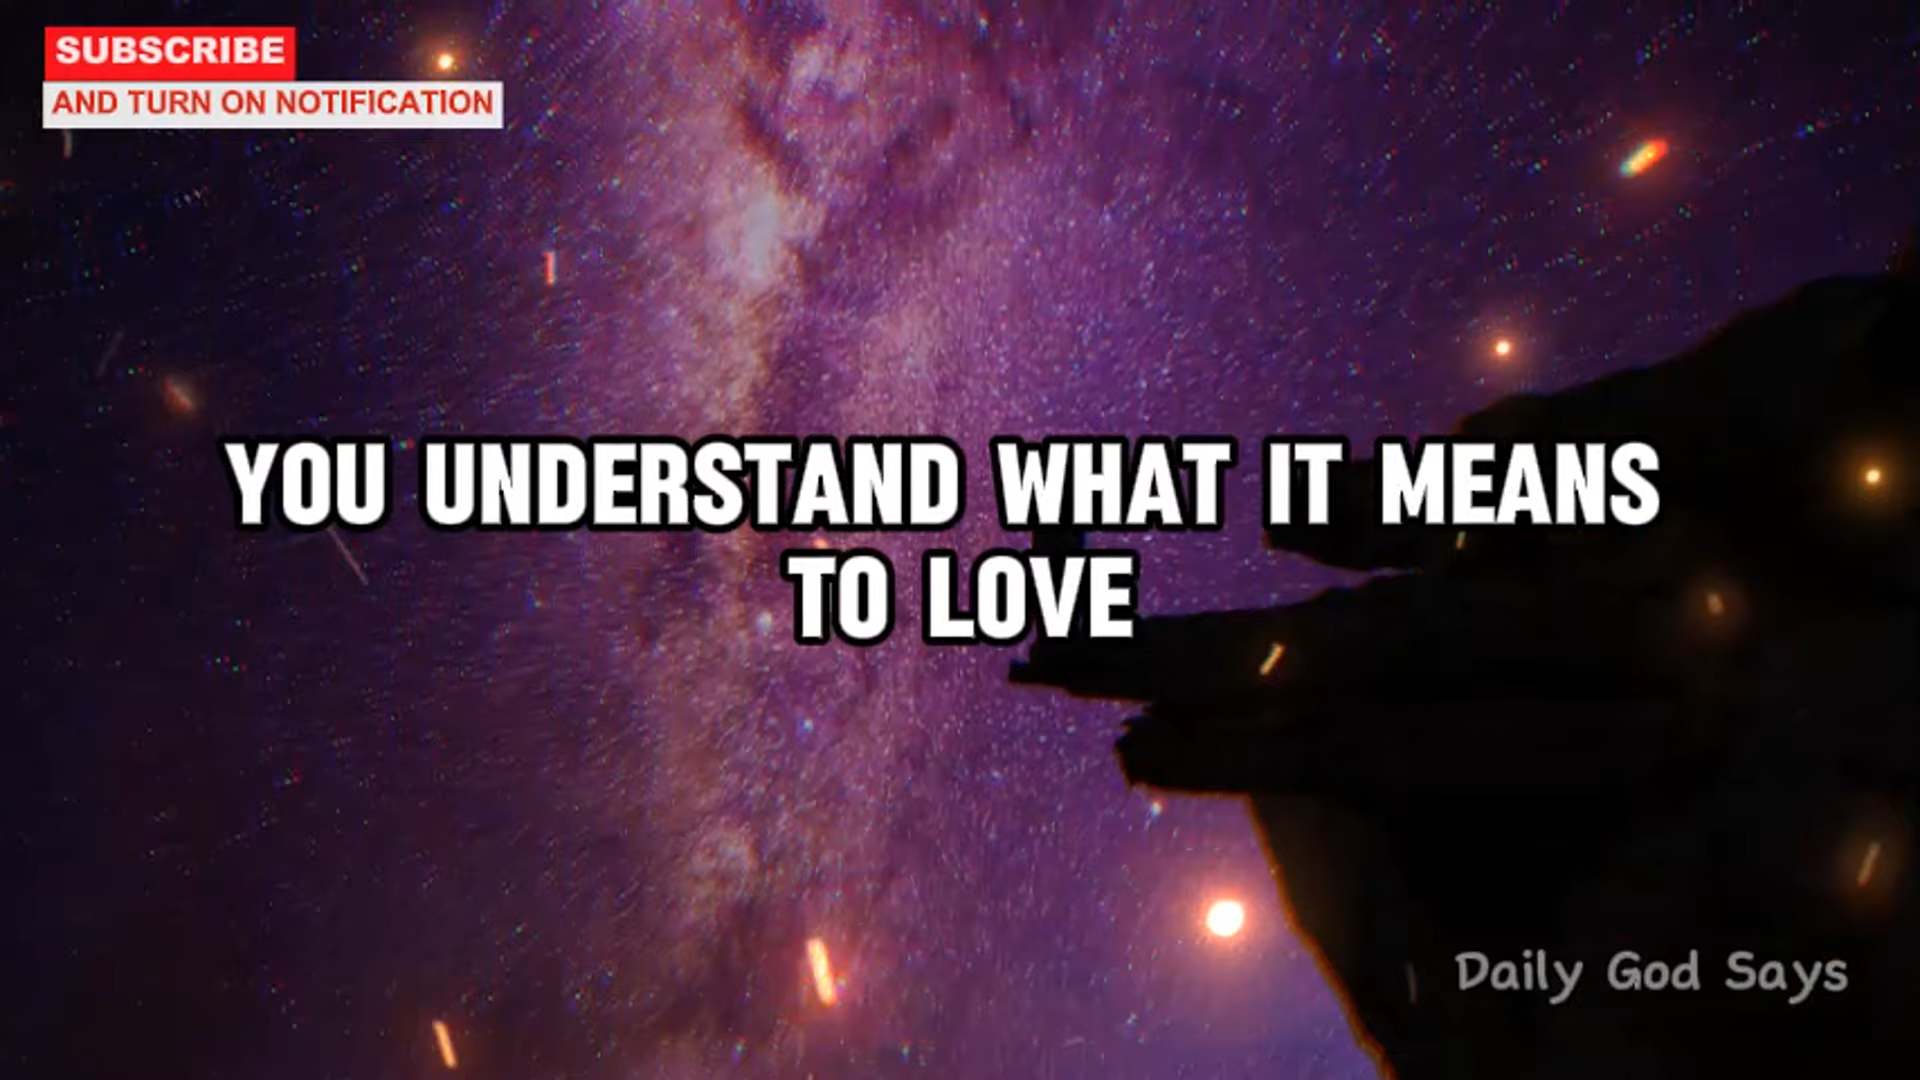 SUBSCRIBE
AND TURN ON NOTIFICATION
YOU UNDERSTAND WHAT IT MEANS
TO LOVE
Daily God Says